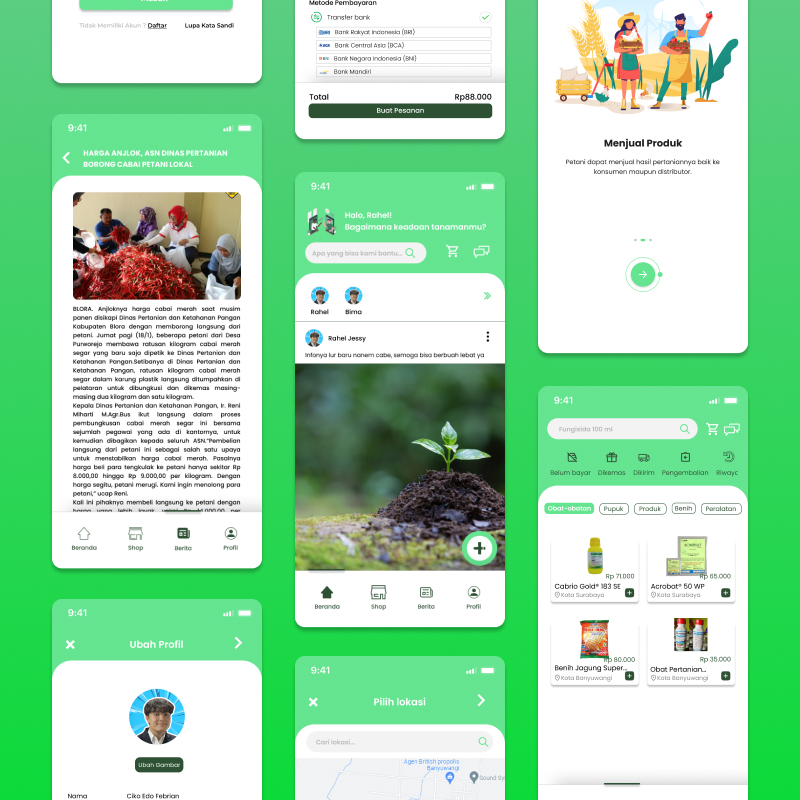 Tidak Memiliki Akun ? Daftar
Lupa Kata Sandi
9:41
HARGA ANJLOK, ASN DINAS PERTANIAN
BORONG CABAI PETANI LOKAL
BLORA. Anjloknya harga cabai merah saat musim
panen disikapi Dinas Pertanian dan Ketahanan Pangan
Kabupaten Blora dengan memborong langsung dari
petani. Jumat pagi (18/1), beberapa petani dari Desa
Purworejo membawa ratusan kilogram cabai merah
segar yang baru saja dipetik ke Dinas Pertanian dan
Ketahanan Pangan.Setibanya di Dinas Pertanian dan
Ketahanan Pangan, ratusan kilogram cabai merah
segar dalam karung plastik langsung ditumpahkan di
pelataran untuk dibungkusi dan dikemas masing-
masing dua kilogram dan satu kilogram.
Kepala Dinas Pertanian dan Ketahanan Pangan, Ir. Reni
Miharti M.Agr.Bus ikut langsung dalam proses
pembungkusan cabai merah segar ini bersama
sejumlah pegawai yang ada di kantornya, untuk
kemudian dibagikan kepada seluruh ASN."Pembelian
langsung dari petani ini sebagai salah satu upaya
untuk menstabilkan harga cabai merah. Pasalnya
harga beli para tengkulak ke petani hanya sekitar Rp
8.000,00 hingga Rp 9.000,00 per kilogram. Dengan
harga segitu, petani merugi. Kami ingin menolong para
petani," ucap Reni.
Kali ini pihaknya membeli langsung ke petani dengan
Beranda
Shop
Berita
Profil
9:41
Ubah Profil
Ubah Gambar
Nama
Ciko Edo Febrian
Metode Pembayaran
Transfer bank
Bank Rakyat Indonesia (BRI)
Bank Central Asia (BCA)
Bank Negara Indonesia (BNI)
Bank Mandiri
Total
Rp88.000
Buat Pesanan
9:41
Halo, Rahel!
Bagaimana keadaan tanamanmu?
Apa yang bisa kami bantu...
Rahel
Bima
Rahel Jessy
Infonya lur baru nanem cabe, semoga bisa berbuah lebat ya
Beranda
Shop
Berita
Profil
9:41
Pilih lokasi
Cari lokasi...
Agen British propolis
Banyuwangi
Sound Sy
Menjual Produk
Petani dapat menjual hasil pertaniannya baik ke
konsumen maupun distributor.
9:41
Fungisida 100 ml
Belum bayar
Dikemas
Dikirim
Pengembalian
Riwayc
Obat-obatan
Pupuk
Produk
Benih
Peralatan
Rp 71.000
Cabrio Gold® 183 SE
Kota Surabaya
Rp 65.000
Acrobat® 50 WP
Kota Surabaya
Rp 80.000
Benih Jagung Super...
Kota Banyuwangi
Rp 35.000
Obat Pertanian...
Kota Banyuwangi